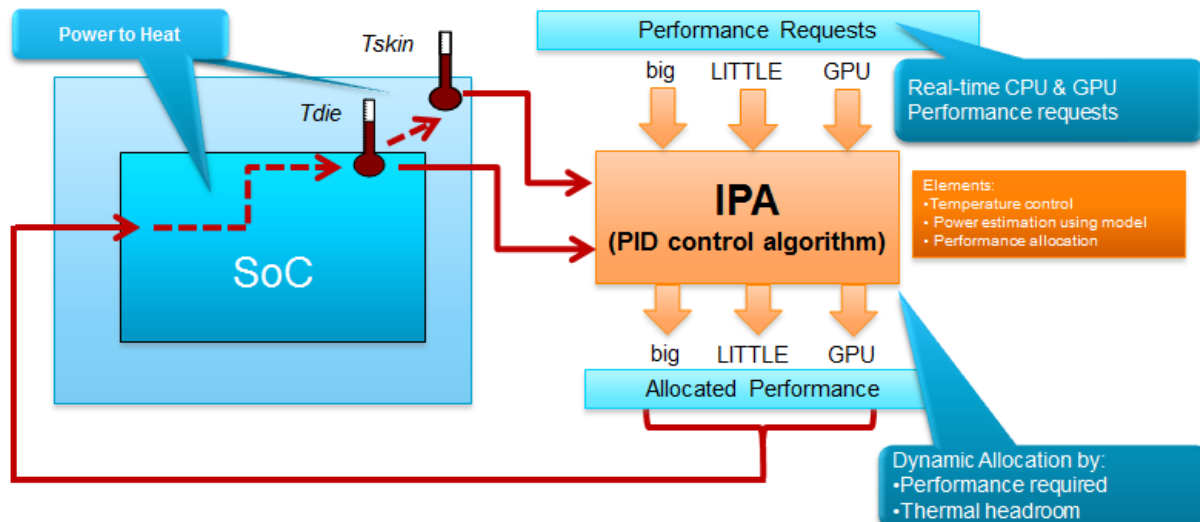 Power to Heat
Tskin
Tdie
SoC
Performance Requests
big LITTLE GPU
Real-time CPU & GPU
Performance requests
IPA
(PID control algorithm)
Elements:
•Temperature control
• Power estimation using model
• Performance allocation
big LITTLE GPU
Allocated Performance
Dynamic Allocation by:
•Performance required
•Thermal headroom